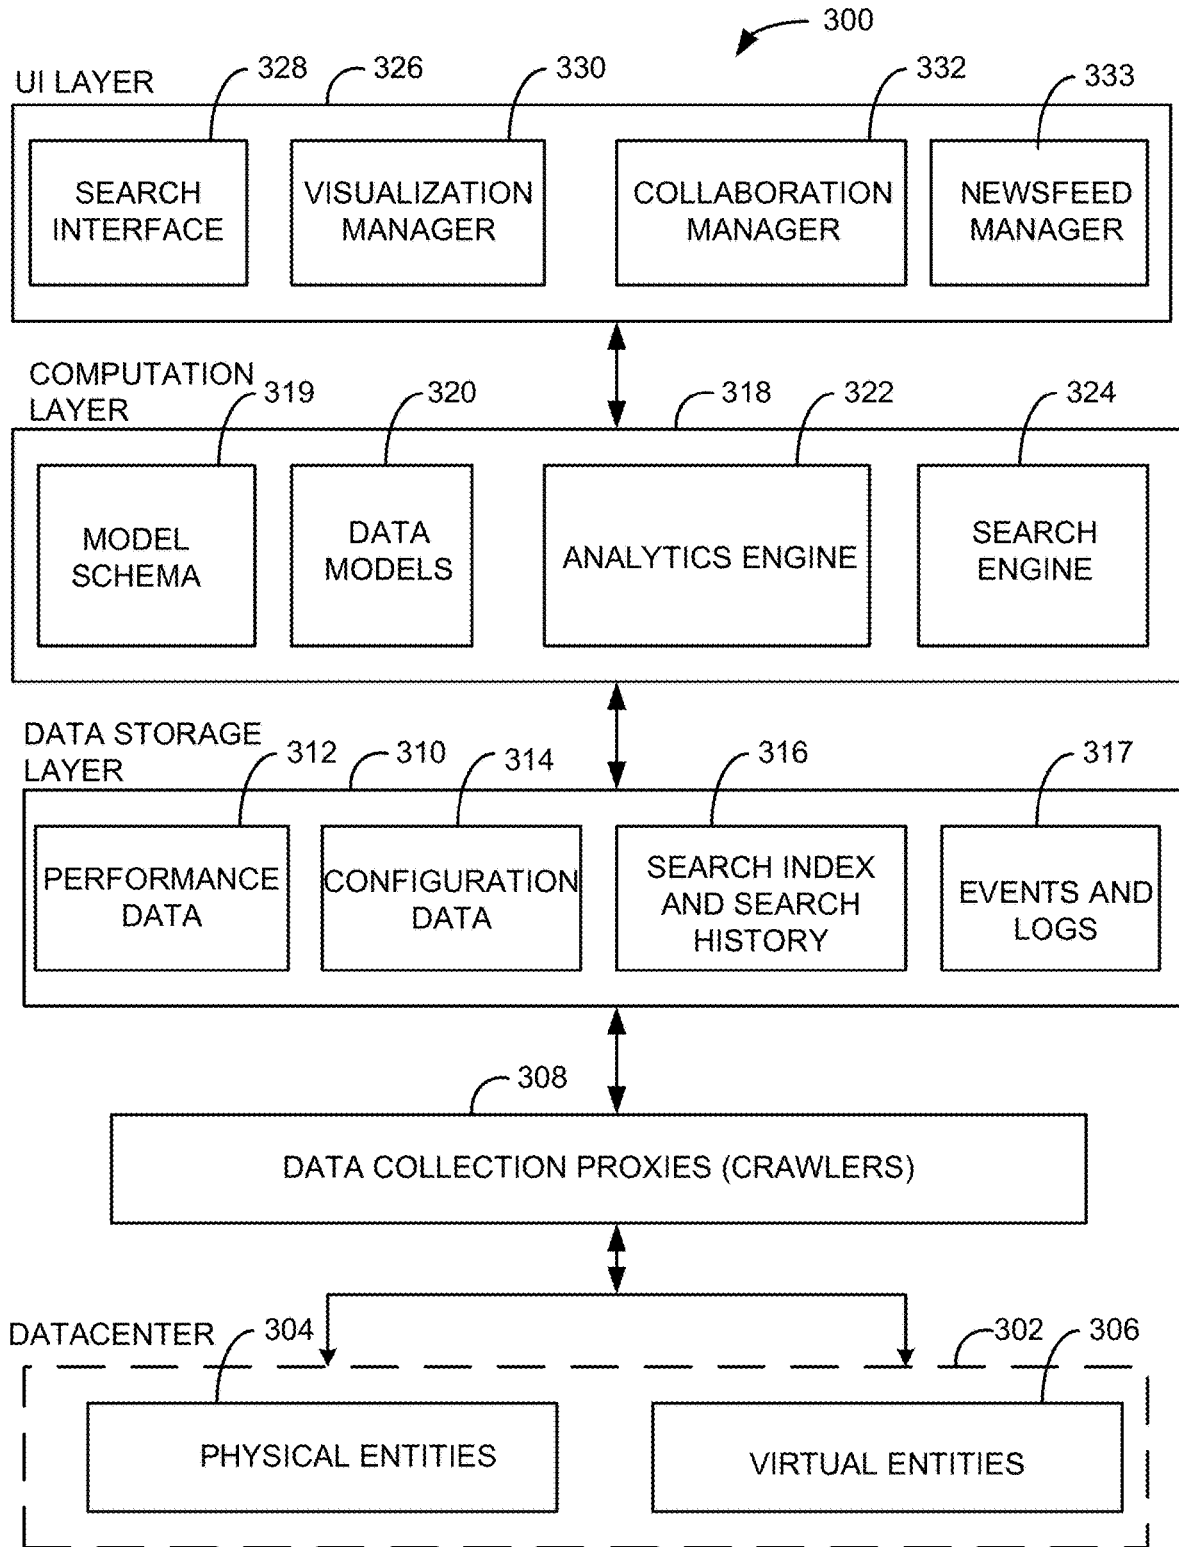 300
UI LAYER
328
326
330
332
333
SEARCH
INTERFACE
VISUALIZATION
MANAGER
COLLABORATION
MANAGER
NEWSFEED
MANAGER
COMPUTATION
LAYER
319
320
318
322
324
MODEL
SCHEMA
DATA
MODELS
ANALYTICS ENGINE
SEARCH
ENGINE
DATA STORAGE
LAYER
312
310
314
316
317
PERFORMANCE
DATA
CONFIGURATION
DATA
SEARCH INDEX
AND SEARCH
HISTORY
EVENTS AND
LOGS
308
DATA COLLECTION PROXIES (CRAWLERS)
DATACENTER
304
302
306
PHYSICAL ENTITIES
VIRTUAL ENTITIES